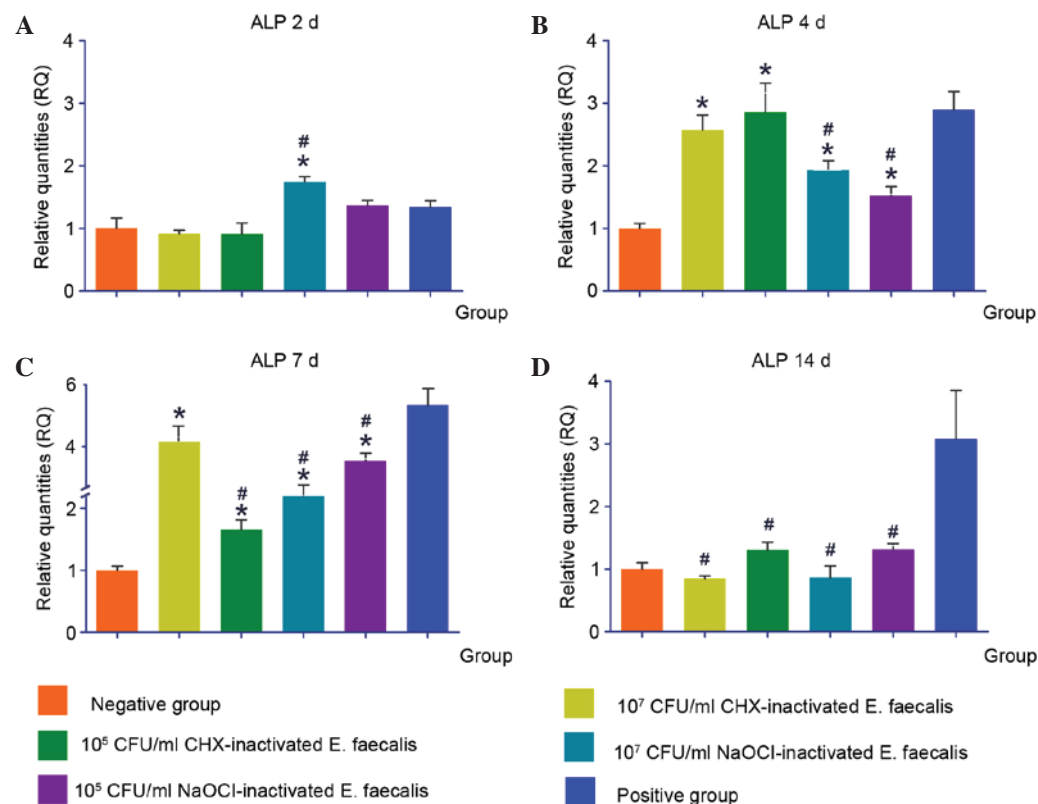 A
ALP 2 d
4
3
2
1
0
Relative quantities (RQ)
#
*
Group
B
ALP 4 d
4
3
2
1
0
Relative quantities (RQ)
*
*
#
*
#
*
Group
C
ALP 7 d
6
4
2
1
0
Relative quantities (RQ)
*
#
*
#
*
#
*
Group
D
ALP 14 d
4
3
2
1
0
Relative quantities (RQ)
#
#
#
#
Group
Negative group
10⁵ CFU/ml CHX-inactivated E. faecalis
10⁵ CFU/ml NaOCl-inactivated E. faecalis
10⁷ CFU/ml CHX-inactivated E. faecalis
10⁷ CFU/ml NaOCl-inactivated E. faecalis
Positive group